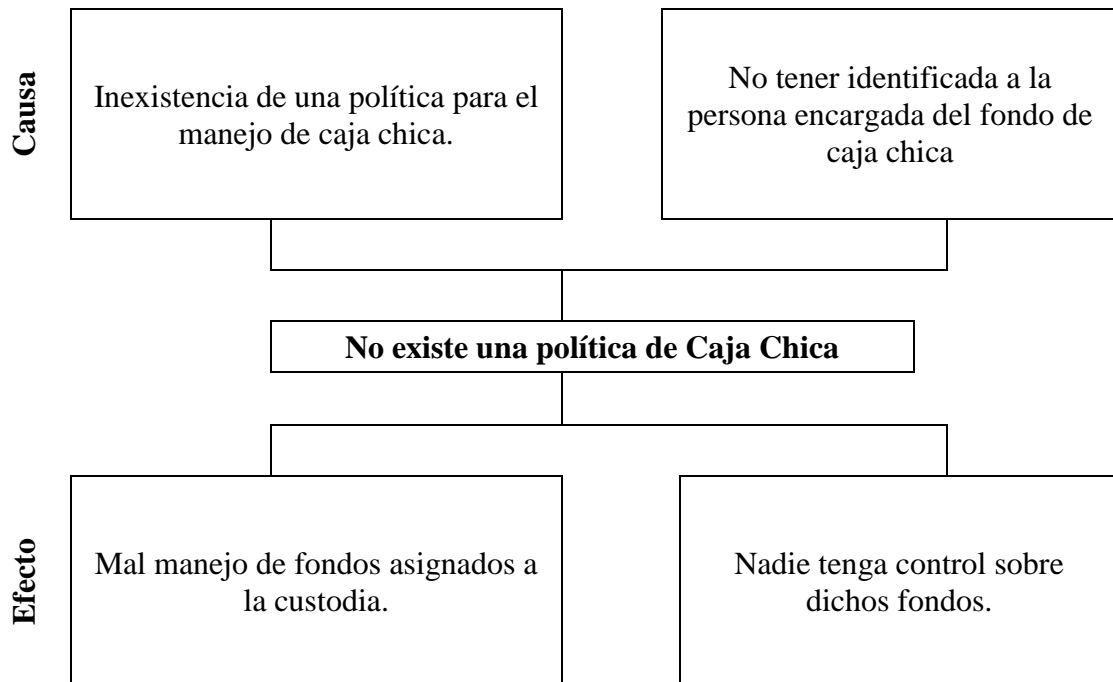 Causa
Inexistencia de una política para el
manejo de caja chica.
No tener identificada a la
persona encargada del fondo de
caja chica
No existe una política de Caja Chica
Efecto
Mal manejo de fondos asignados a
la custodia.
Nadie tenga control sobre
dichos fondos.